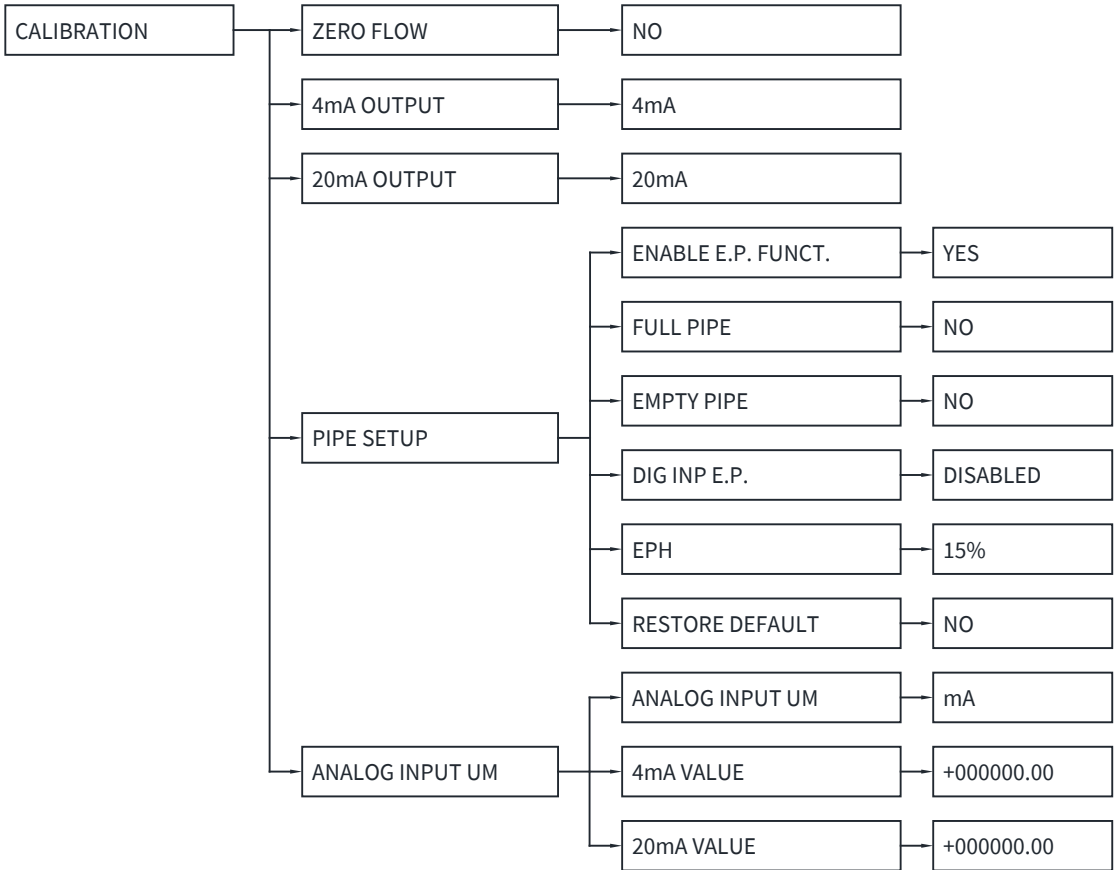 CALIBRATION
ZERO FLOW
NO
4mA OUTPUT
4mA
20mA OUTPUT
20mA
PIPE SETUP
ENABLE E.P. FUNCT.
YES
FULL PIPE
NO
EMPTY PIPE
NO
DIG INP E.P.
DISABLED
EPH
15%
RESTORE DEFAULT
NO
ANALOG INPUT UM
ANALOG INPUT UM
mA
4mA VALUE
+000000.00
20mA VALUE
+000000.00